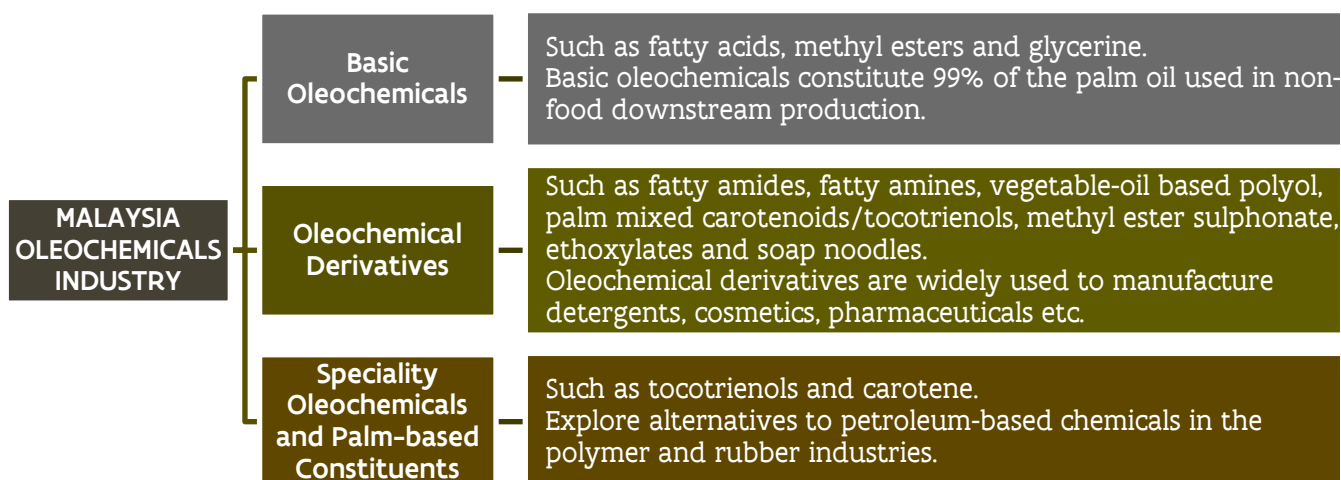 MALAYSIA
OLEOCHEMICALS
INDUSTRY
Basic
Oleochemicals
Such as fatty acids, methyl esters and glycerine.
Basic oleochemicals constitute 99% of the palm oil used in non-
food downstream production.
Oleochemical
Derivatives
Such as fatty amides, fatty amines, vegetable-oil based polyol,
palm mixed carotenoids/tocotrienols, methyl ester sulphonate,
ethoxylates and soap noodles.
Oleochemical derivatives are widely used to manufacture
detergents, cosmetics, pharmaceuticals etc.
Speciality
Oleochemicals
and Palm-based
Constituents
Such as tocotrienols and carotene.
Explore alternatives to petroleum-based chemicals in the
polymer and rubber industries.